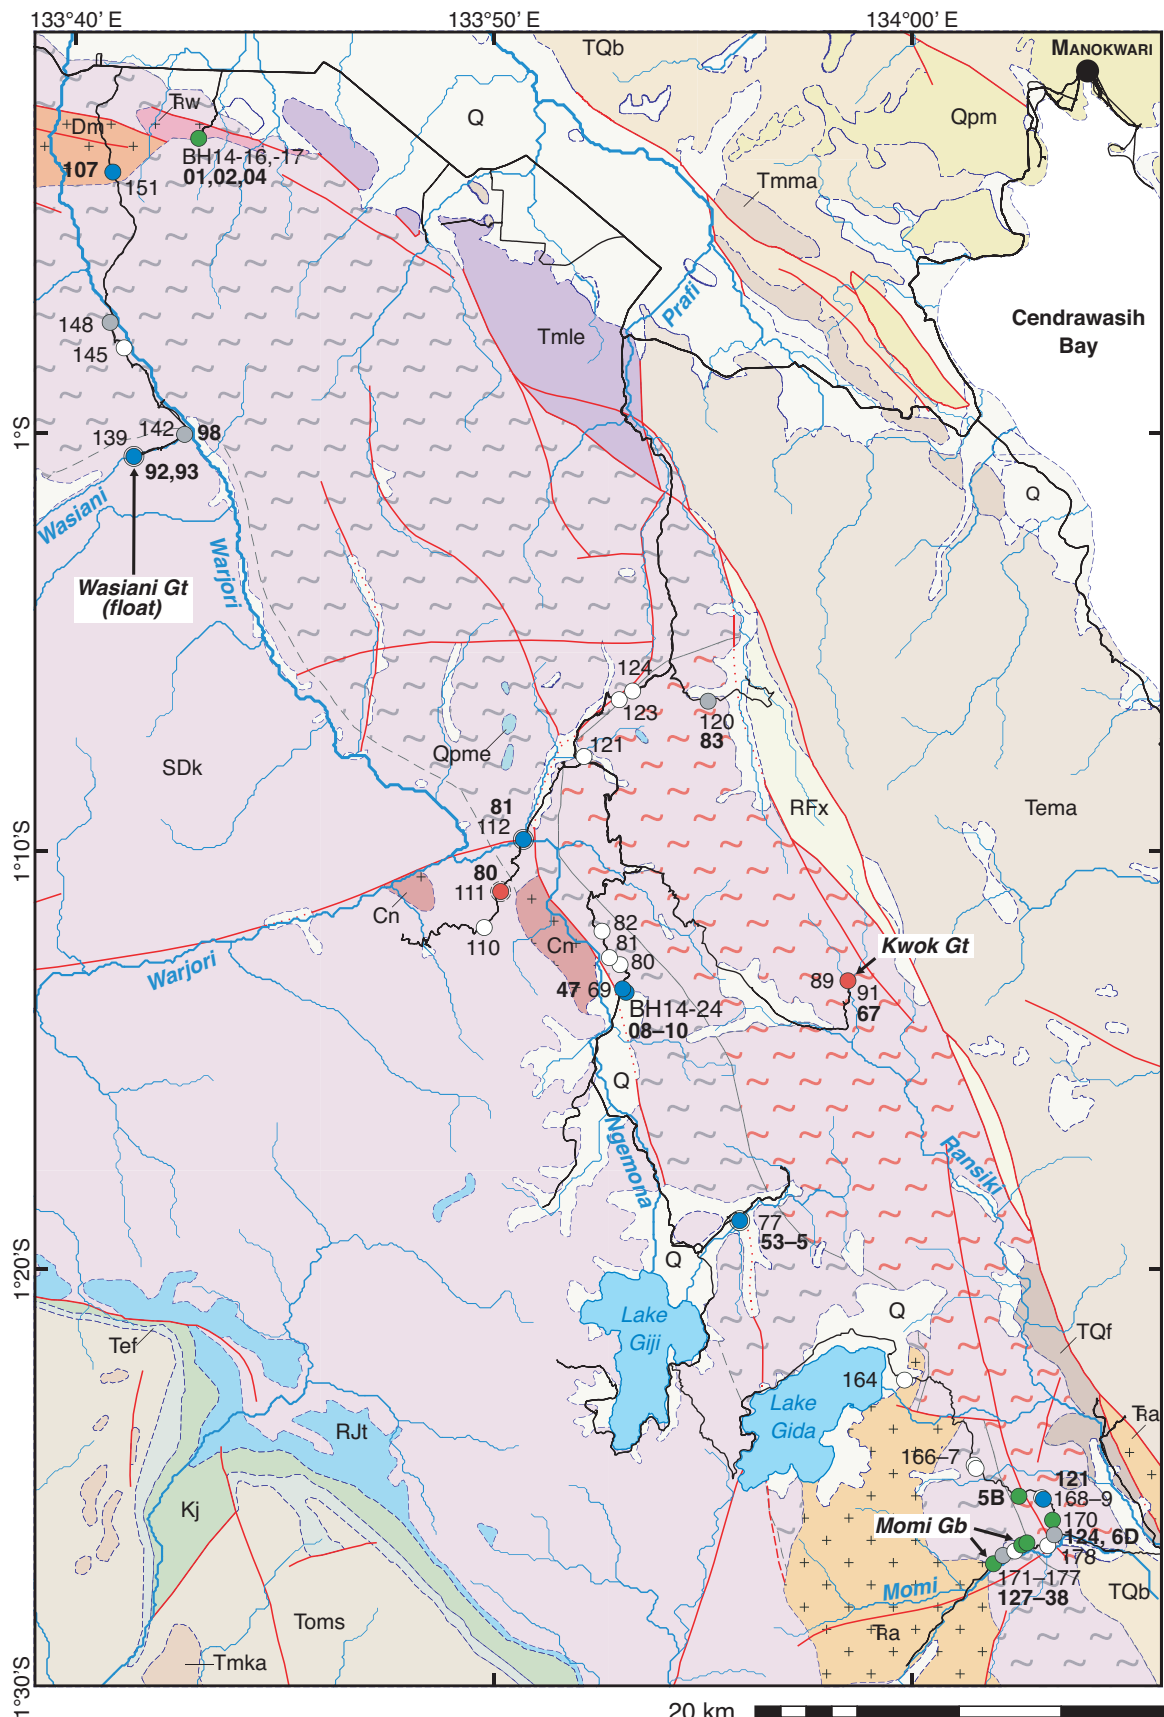 133°40' E
133°50' E
134°00' E
TQb
MANOKWARI
Ꞇw
Dm
Q
Qpm
107
151
BH14-16,-17
01,02,04
Tmma
Prafi
Cendrawasih
Bay
148
145
Tmle
1°S
139
142
98
92,93
Wasiani
Q
Warjori
Wasiani Gt
(float)
124
123
120
83
121
Qpme
SDk
RFx
Tema
81
112
1°10'S
80
111
Cn
110
Cn
82
81
80
Kwok Gt
89
91
67
Warjori
47
69
BH14-24
08–10
Q
Ngemona
Ransiki
77
53–5
1°20'S
Q
Lake
Giji
Q
TQf
Tef
164
Lake
Gida
Ꞇa
RJt
166–7
121
168–9
5B
170
Kj
Momi Gb
124, 6D
178
171–177
127–38
Momi
TQb
Toms
Ꞇa
Tmka
1°30'S
20 km